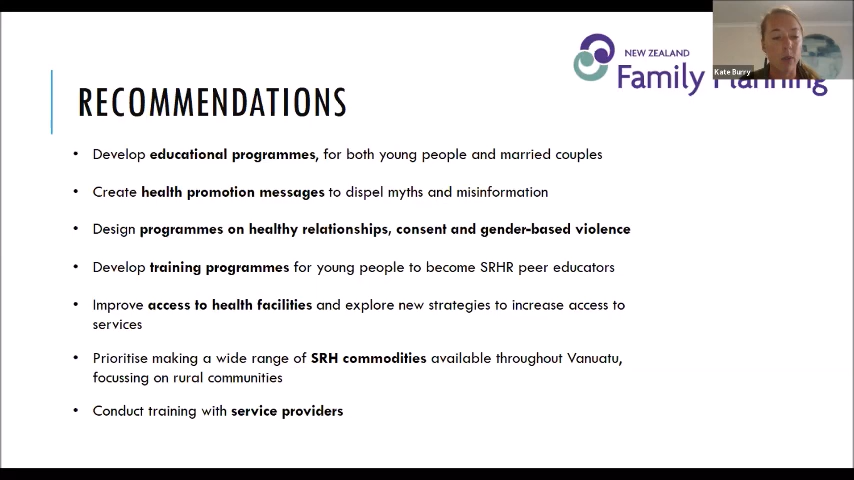 NEW ZEALAND
Family Planning
Kate Burry
RECOMMENDATIONS
• Develop educational programmes, for both young people and married couples
• Create health promotion messages to dispel myths and misinformation
• Design programmes on healthy relationships, consent and gender-based violence
• Develop training programmes for young people to become SRHR peer educators
• Improve access to health facilities and explore new strategies to increase access to
services
• Prioritise making a wide range of SRH commodities available throughout Vanuatu,
focussing on rural communities
• Conduct training with service providers